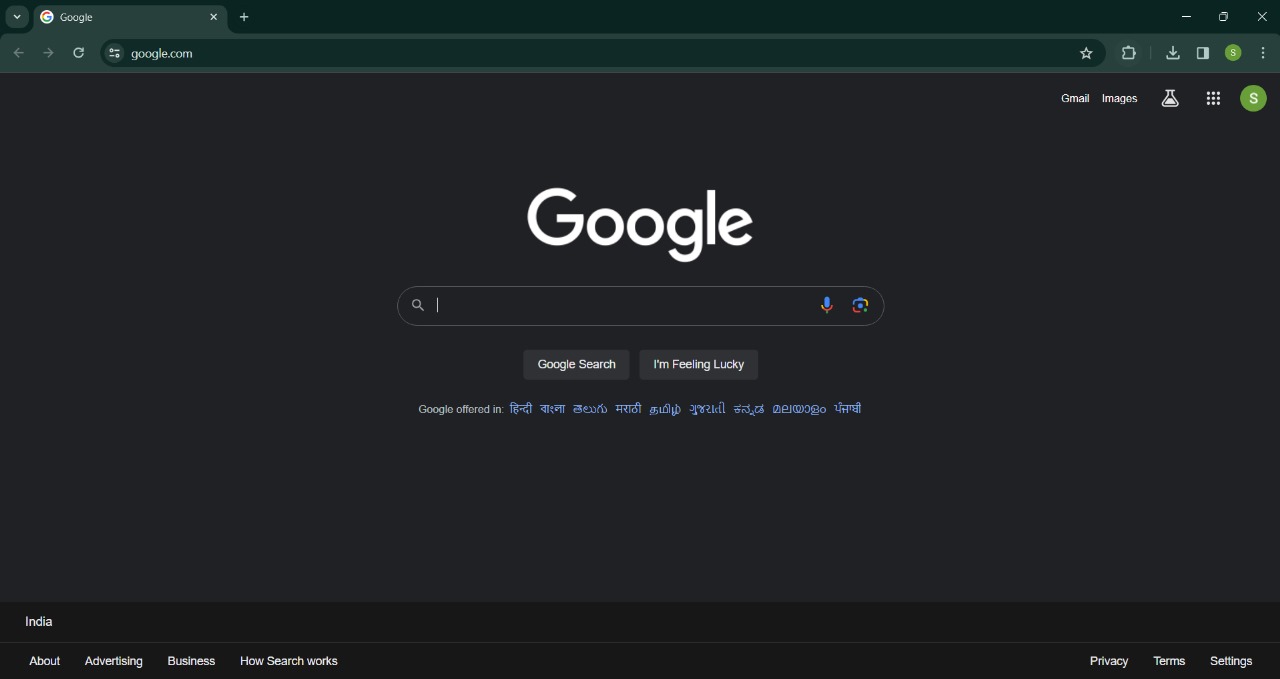 Google
google.com
S
Gmail Images S
Google
Google Search I'm Feeling Lucky
Google offered in: हिन्दी বাংলা తెలుగు मराठी தமிழ் ગુજરાતી ಕನ್ನಡ മലയാളം ਪੰਜਾਬੀ
India
About Advertising Business How Search works Privacy Terms Settings